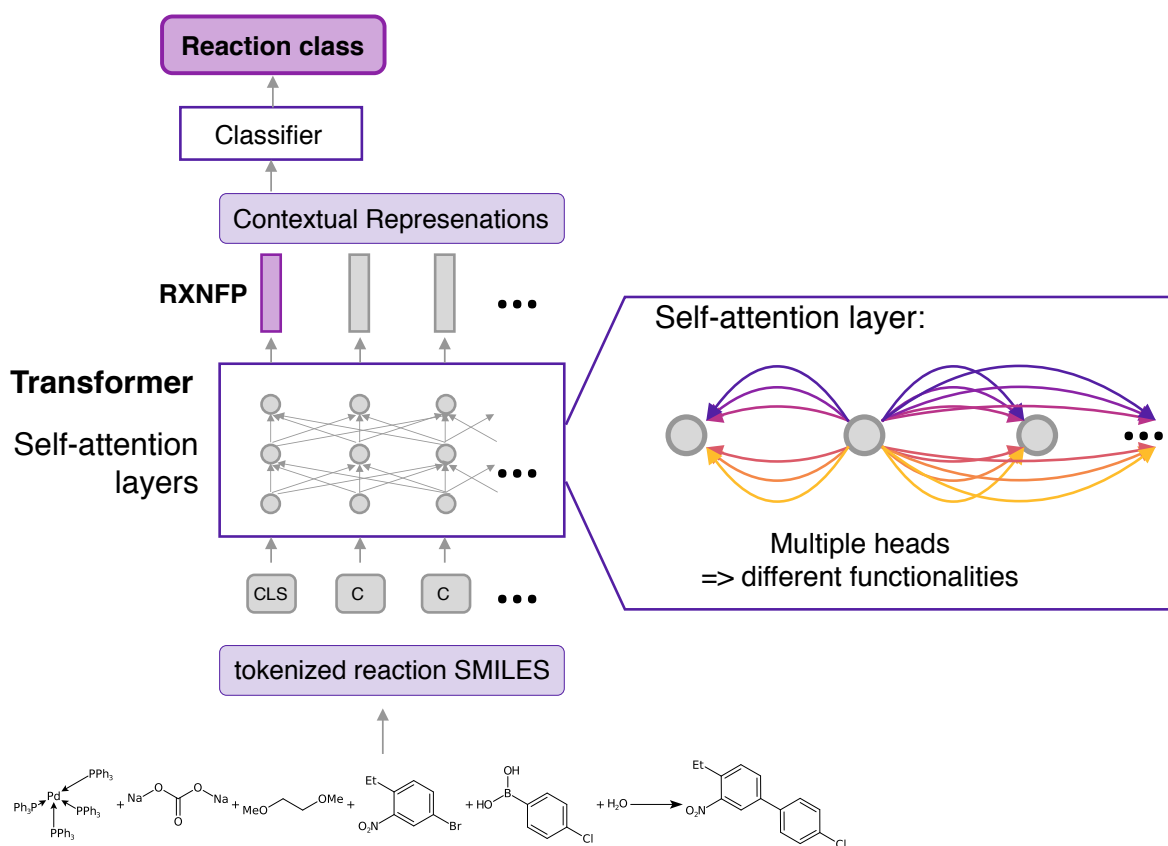 Reaction class
Classifier
Contextual Represenations
RXNFP
...
Transformer
Self-attention
layers
...
CLS
C
C
...
tokenized reaction SMILES
Self-attention layer:
...
Multiple heads
=> different functionalities
PPh3
Pd
Ph3P
PPh3
PPh3
+
Na
O
O
O
Na
+
MeO
OMe
+
Et
O2N
Br
+
OH
HO
B
Cl
+ H2O
Et
O2N
Cl